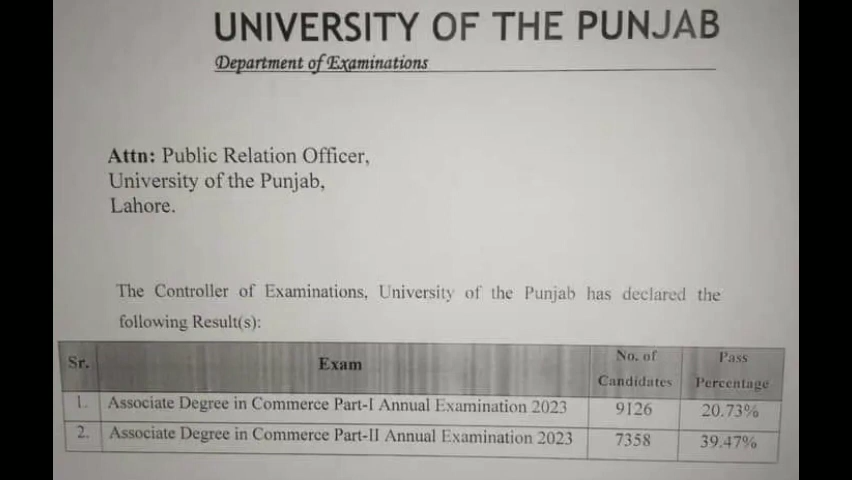 UNIVERSITY OF THE PUNJAB
Department of Examinations
Attn: Public Relation Officer,
University of the Punjab,
Lahore.
The Controller of Examinations, University of the Punjab has declared the
following Result(s):
Sr. Exam No. of Candidates Pass Percentage
1. Associate Degree in Commerce Part-I Annual Examination 2023 9126 20.73%
2. Associate Degree in Commerce Part-II Annual Examination 2023 7358 39.47%